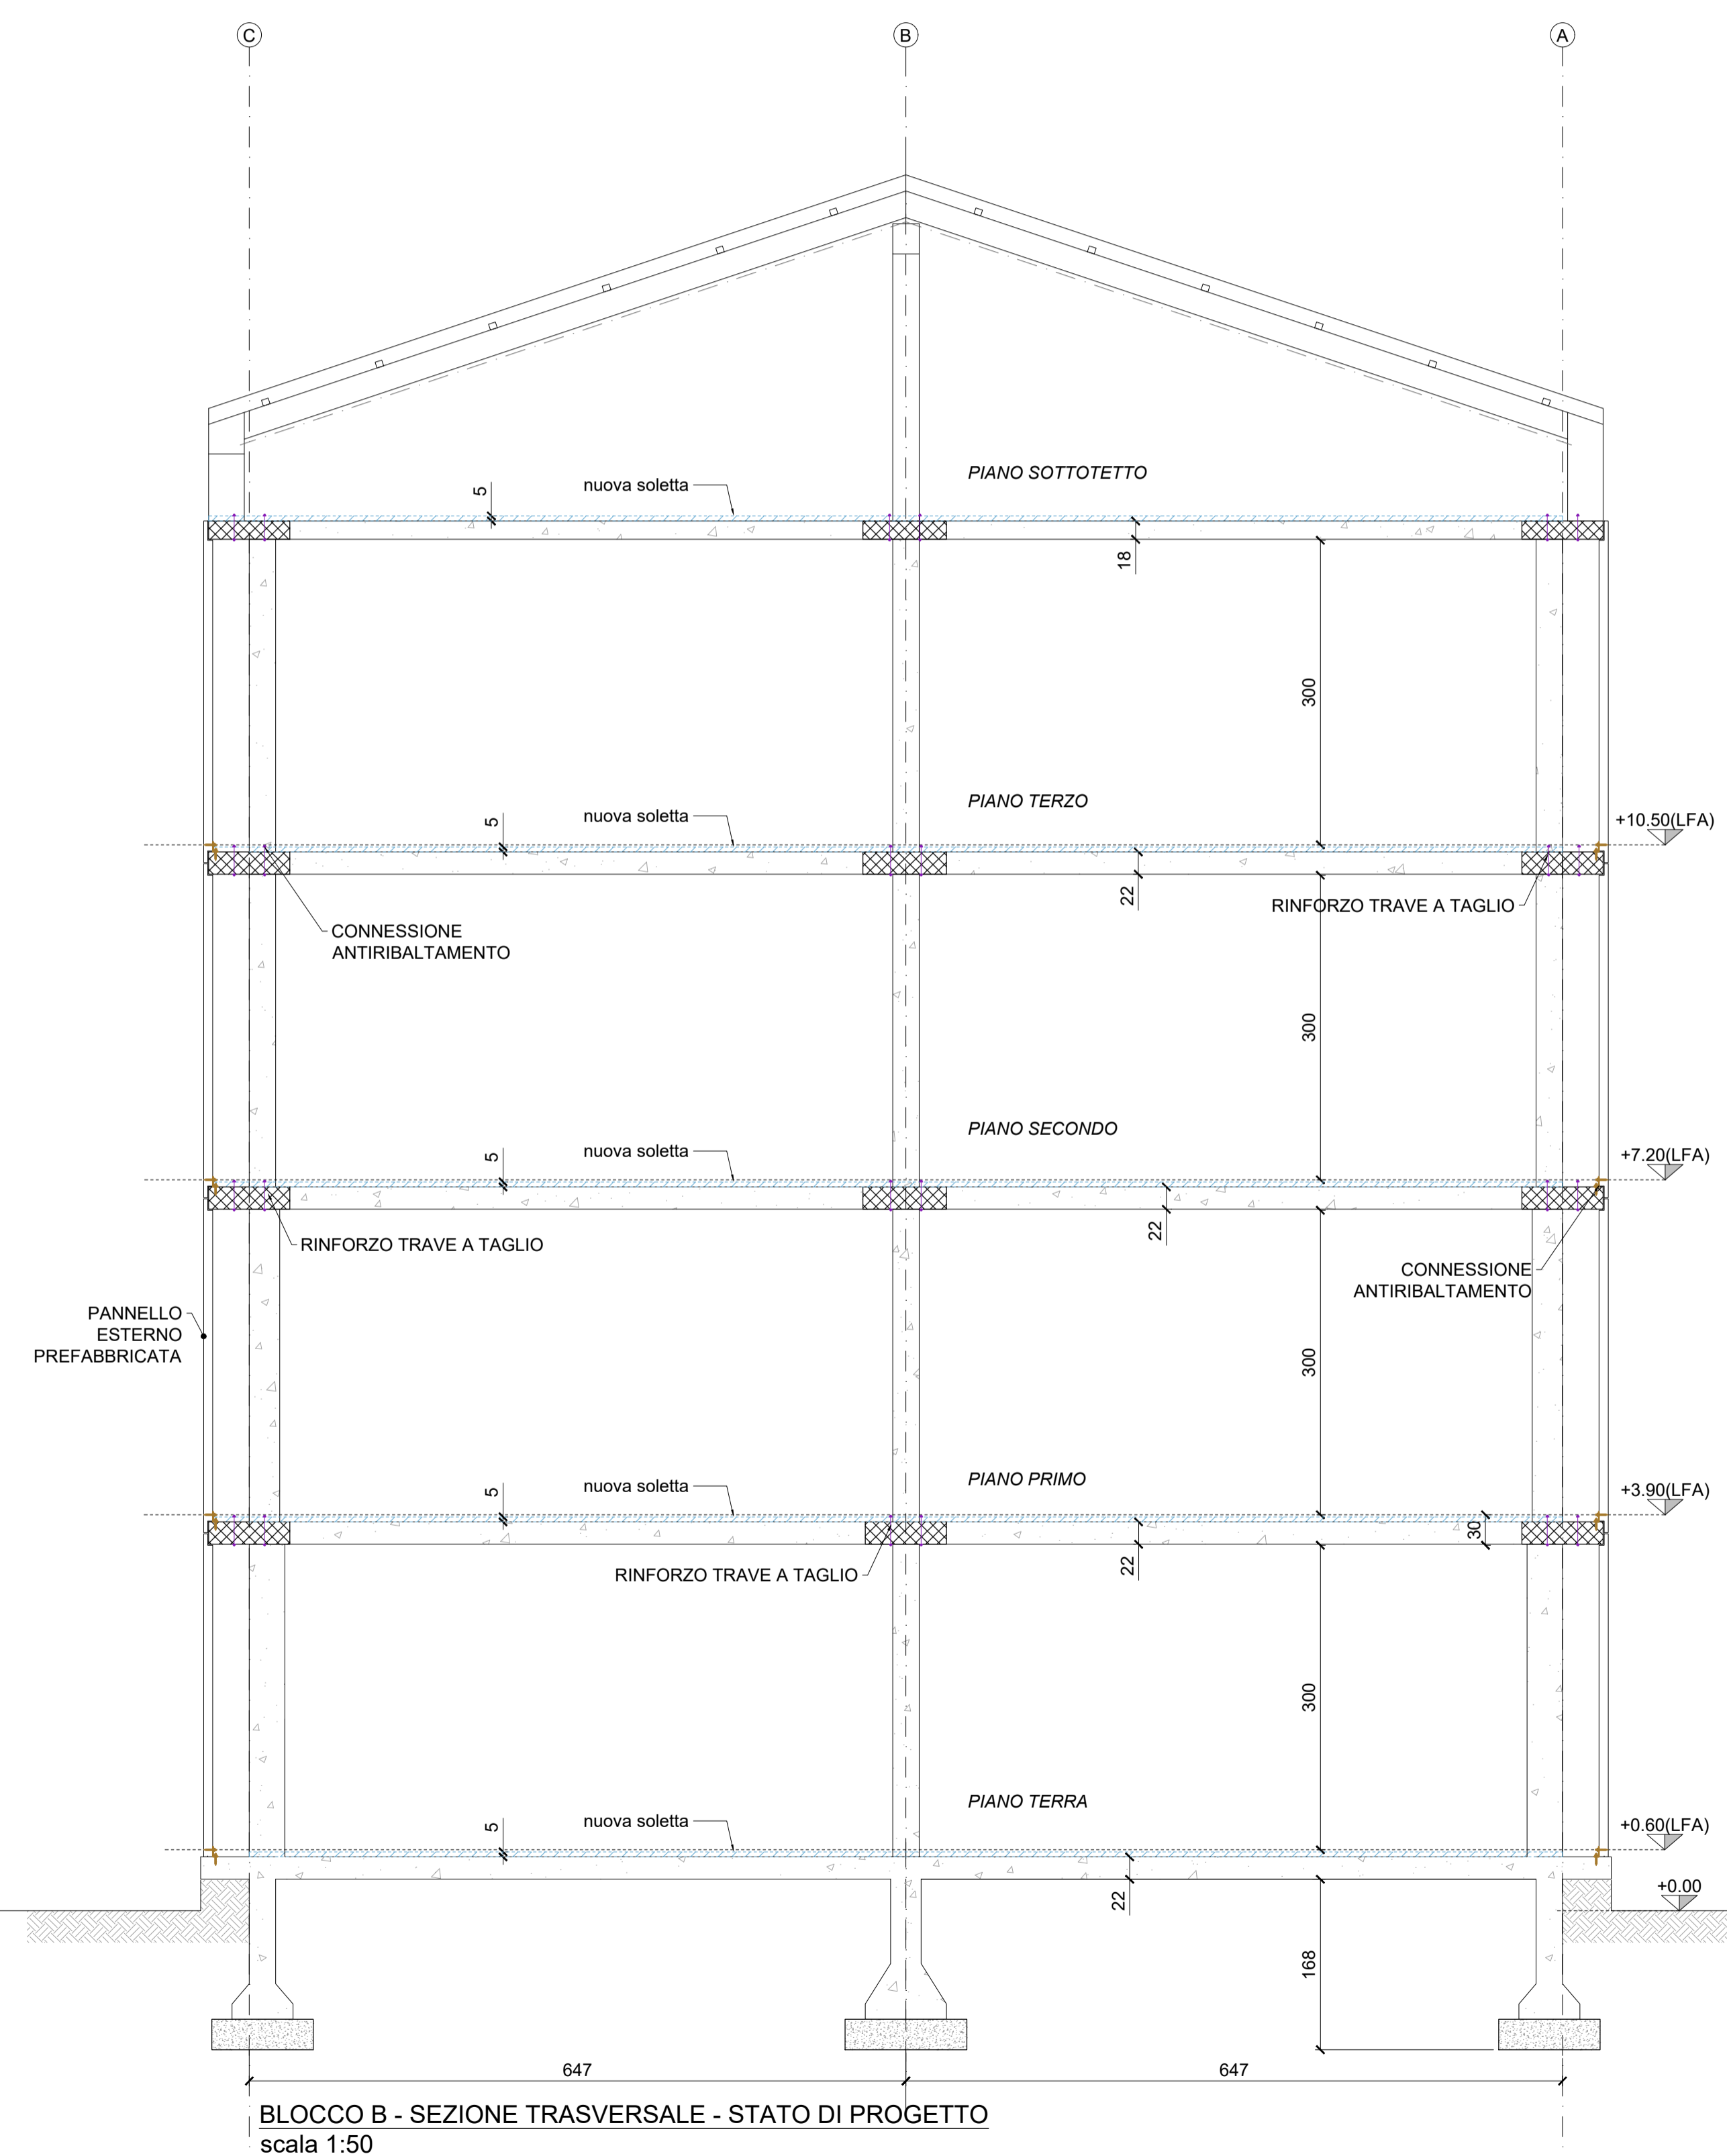 C
B
A
PIANO SOTTOTETTO
5
nuova soletta
18
300
PIANO TERZO
5
nuova soletta
+10.50(LFA)
22
RINFORZO TRAVE A TAGLIO
CONNESSIONE
ANTIRIBALTAMENTO
300
PIANO SECONDO
5
nuova soletta
+7.20(LFA)
22
RINFORZO TRAVE A TAGLIO
CONNESSIONE
ANTIRIBALTAMENTO
PANNELLO
ESTERNO
PREFABBRICATA
300
PIANO PRIMO
5
nuova soletta
+3.90(LFA)
30
22
RINFORZO TRAVE A TAGLIO
300
PIANO TERRA
5
nuova soletta
+0.60(LFA)
22
+0.00
168
647
647
BLOCCO B - SEZIONE TRASVERSALE - STATO DI PROGETTO
scala 1:50